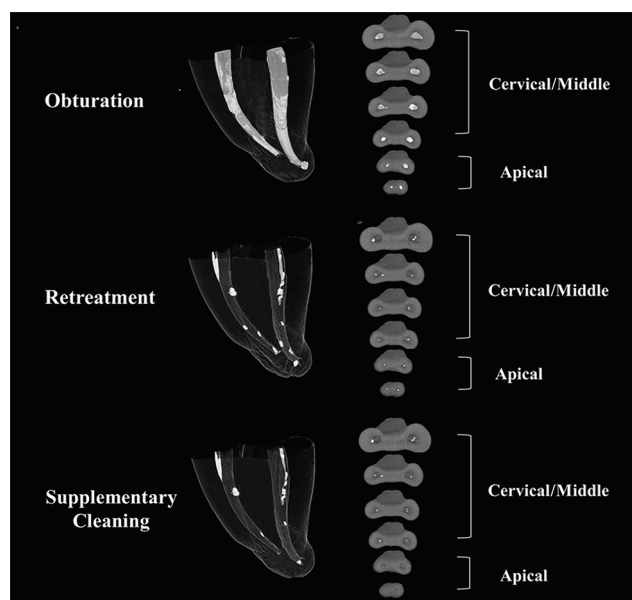 Obturation
Cervical/Middle
Apical
Retreatment
Cervical/Middle
Apical
Supplementary
Cleaning
Cervical/Middle
Apical